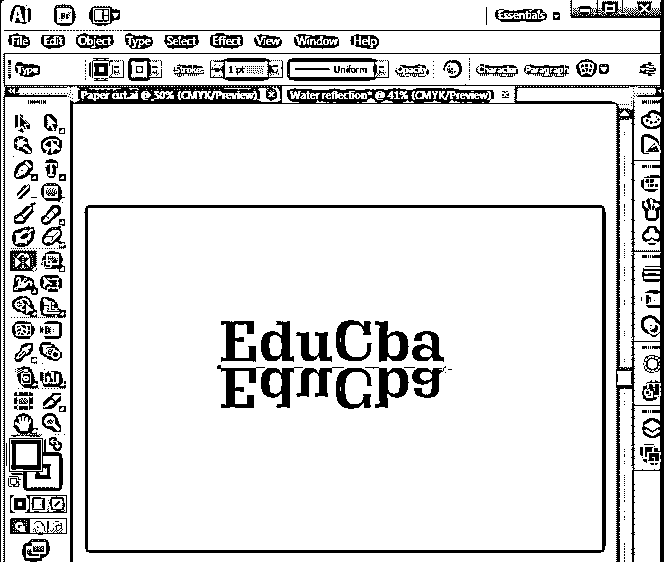 Ai Br Essentials
File Edit Object Type Select Effect View Window Help
Type Stroke: 1 pt Uniform Opacity Character Paragraph
Paper cut.ai @ 50% (CMYK/Preview) Water reflection* @ 41% (CMYK/Preview)
EduCba
EduCba